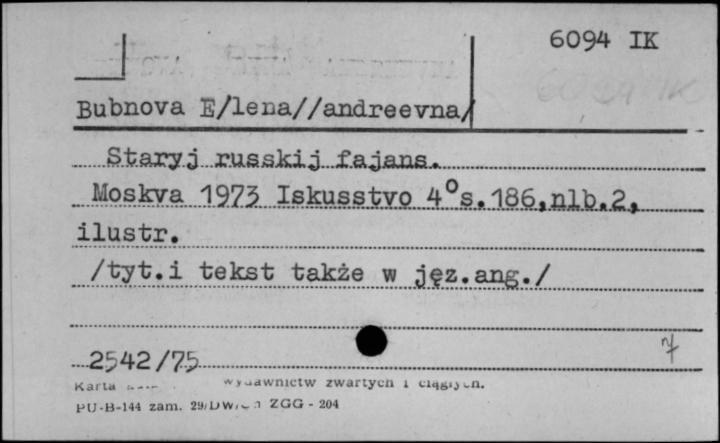 6094 IK
Bubnova E/lena//andreevna/
Staryj russkij fajans.
Moskva 1973 Iskusstvo 4° s.186,nlb.2,
ilustr.
/tyt.i tekst także w jęz.ang./
2542/75
Karta wydawnictw zwartych i ciągłych.
PU-B-144 zam. ZGG - 204